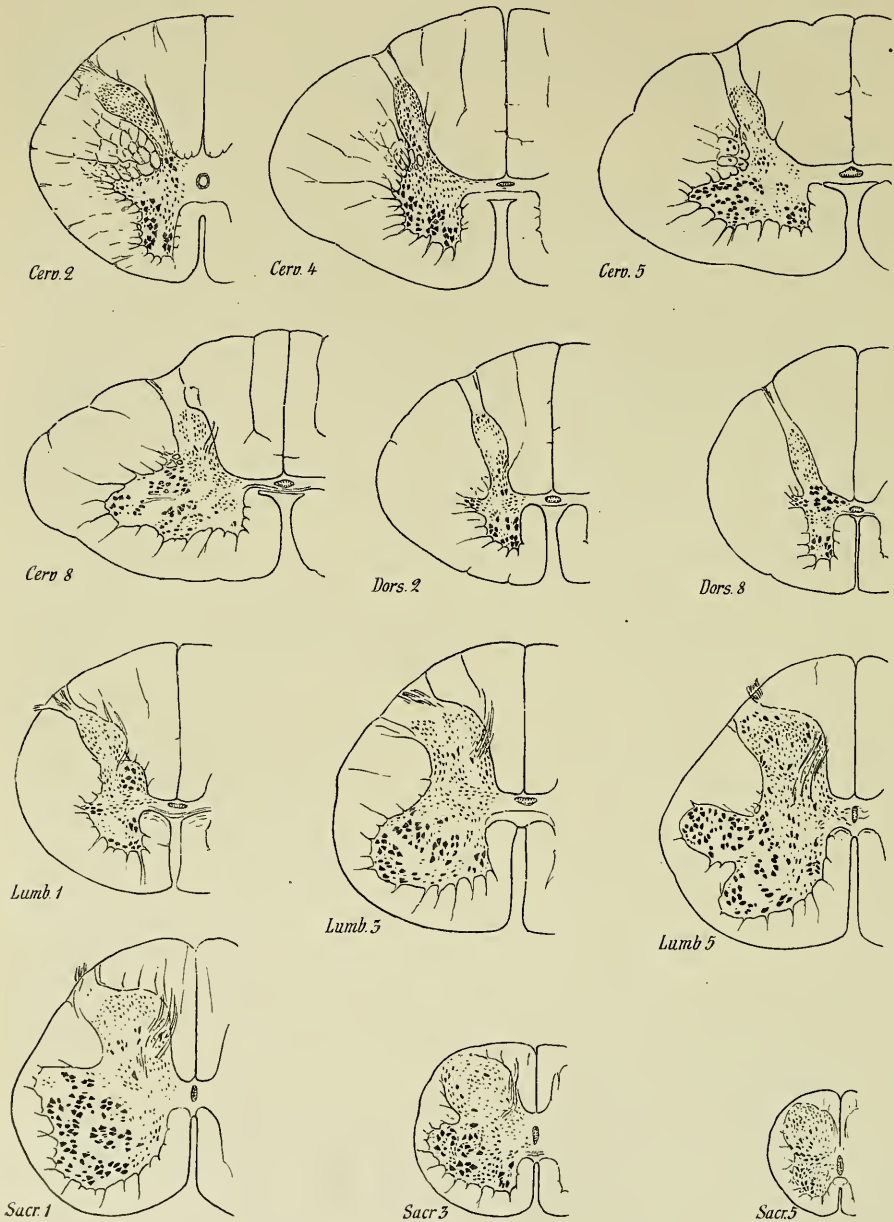 Cerv. 2
Cerv. 4
Cerv. 5
Cerv 8
Dors. 2
Dors. 8
Lumb. 1
Lumb. 3
Lumb 5
Sacr. 1
Sacr 3
Sacr. 5